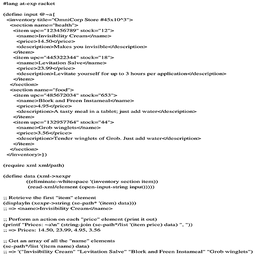 #lang at-exp racket
(define input @~a{
<inventory title="OmniCorp Store #45x10^3">
<section name="health">
<item upc="123456789" stock="12">
<name>Invisibility Cream</name>
<price>14.50</price>
<description>Makes you invisible</description>
</item>
<item upc="445322344" stock="18">
<name>Levitation Salve</name>
<price>23.99</price>
<description>Levitate yourself for up to 3 hours per application</description>
</item>
</section>
<section name="food">
<item upc="485672034" stock="653">
<name>Blork and Freen Instameal</name>
<price>4.95</price>
<description>A tasty meal in a tablet; just add water</description>
</item>
<item upc="132957764" stock="44">
<name>Grob winglets</name>
<price>3.56</price>
<description>Tender winglets of Grob. Just add water</description>
</item>
</section>
</inventory>})
(require xml xml/path)
(define data (xml->xexpr
((eliminate-whitespace '(inventory section item))
(read-xml/element (open-input-string input)))))
;; Retrieve the first "item" element
(displayln (xexpr->string (se-path* '(item) data)))
;; => <name>Invisibility Cream</name>
;; Perform an action on each "price" element (print it out)
(printf "Prices: ~a\n" (string-join (se-path*/list '(item price) data) ", "))
;; => Prices: 14.50, 23.99, 4.95, 3.56
;; Get an array of all the "name" elements
(se-path*/list '(item name) data)
;; => '("Invisibility Cream" "Levitation Salve" "Blork and Freen Instameal" "Grob winglets")